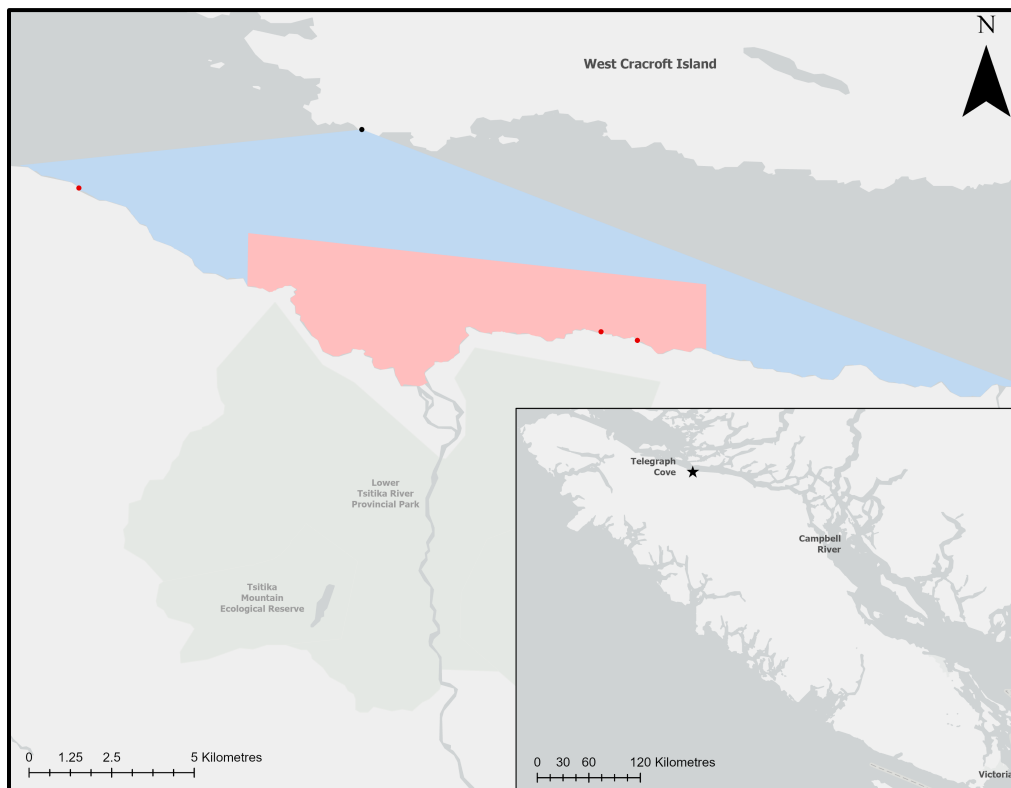 N
West Cracroft Island
Telegraph
Cove
Campbell
River
Lower
Tsitika River
Provincial Park
Tsitika
Mountain
Ecological Reserve
0 1.25 2.5 5 Kilometres
0 30 60 120 Kilometres
Victoria